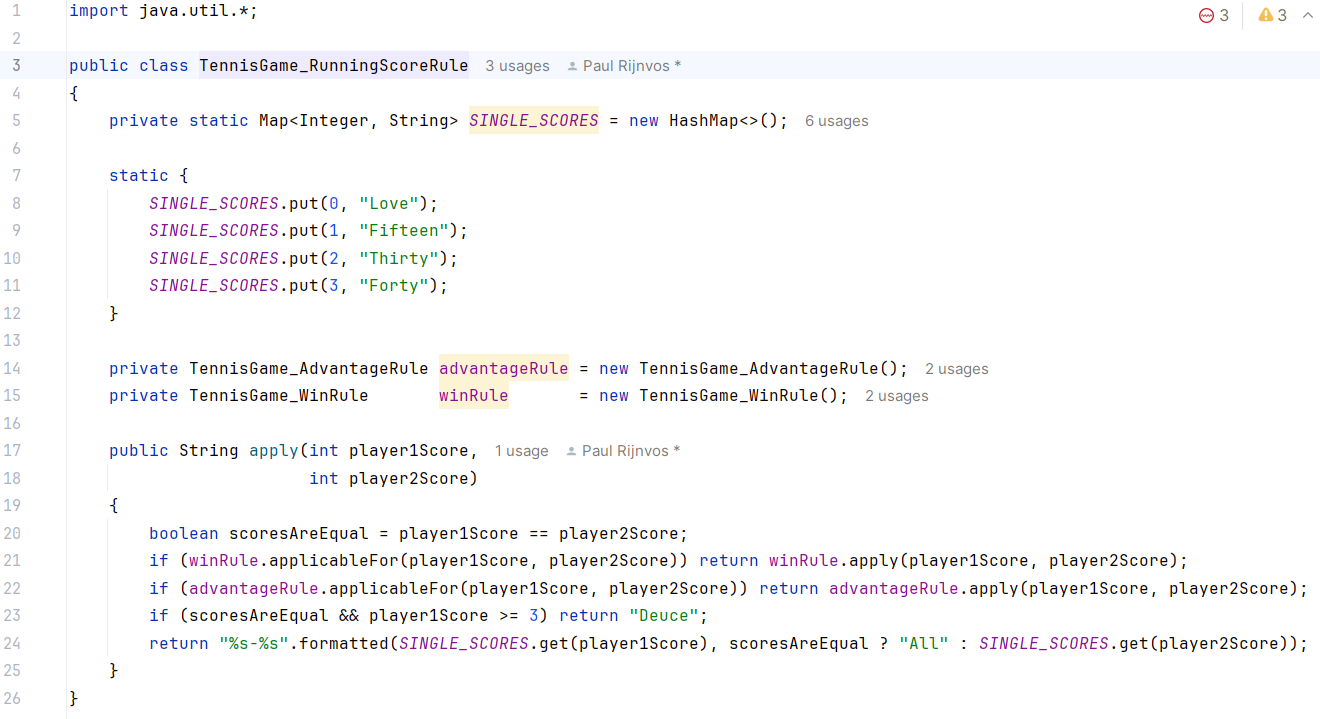 1 import java.util.*; 3 3
2
3 public class TennisGame_RunningScoreRule 3 usages Paul Rijnvos *
4 {
5 private static Map<Integer, String> SINGLE_SCORES = new HashMap<>(); 6 usages
6
7 static {
8 SINGLE_SCORES.put(0, "Love");
9 SINGLE_SCORES.put(1, "Fifteen");
10 SINGLE_SCORES.put(2, "Thirty");
11 SINGLE_SCORES.put(3, "Forty");
12 }
13
14 private TennisGame_AdvantageRule advantageRule = new TennisGame_AdvantageRule(); 2 usages
15 private TennisGame_WinRule winRule = new TennisGame_WinRule(); 2 usages
16
17 public String apply(int player1Score, 1 usage Paul Rijnvos *
18 int player2Score)
19 {
20 boolean scoresAreEqual = player1Score == player2Score;
21 if (winRule.applicableFor(player1Score, player2Score)) return winRule.apply(player1Score, player2Score);
22 if (advantageRule.applicableFor(player1Score, player2Score)) return advantageRule.apply(player1Score, player2Score);
23 if (scoresAreEqual && player1Score >= 3) return "Deuce";
24 return "%s-%s".formatted(SINGLE_SCORES.get(player1Score), scoresAreEqual ? "All" : SINGLE_SCORES.get(player2Score));
25 }
26 }